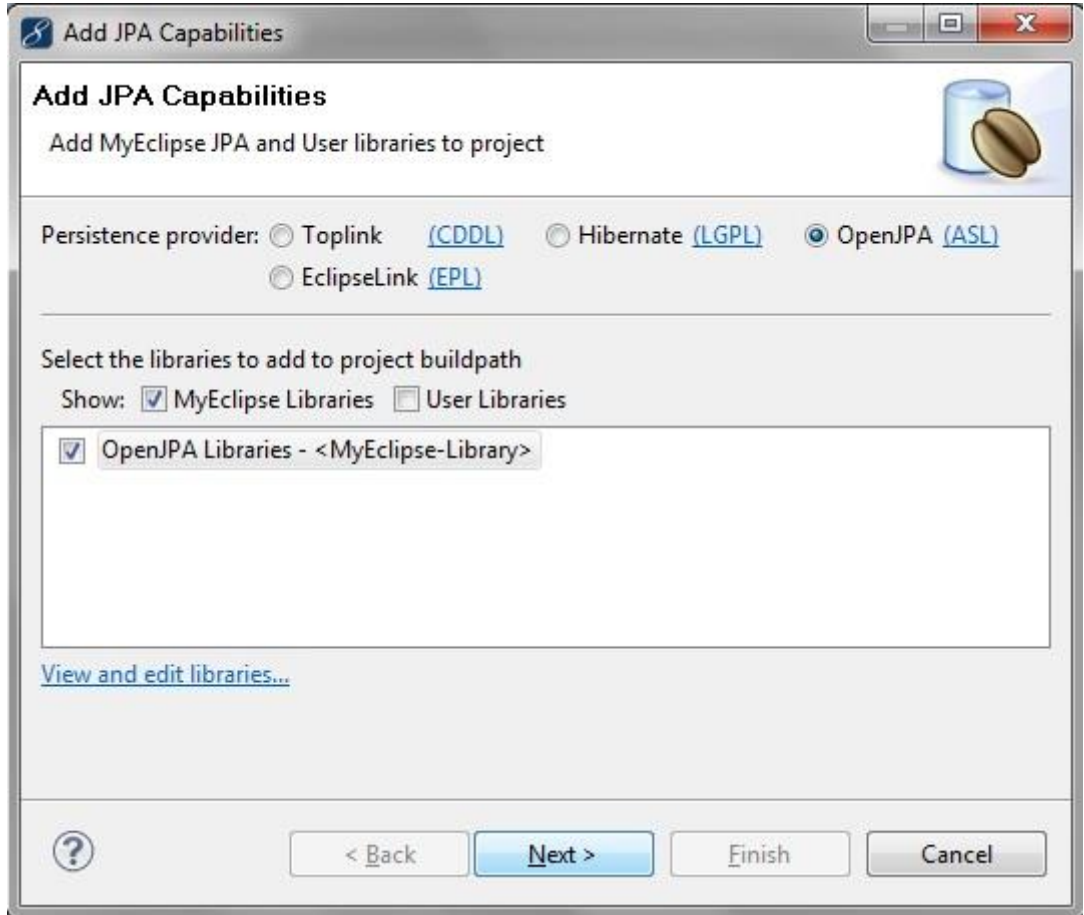 Add JPA Capabilities
Add JPA Capabilities
Add MyEclipse JPA and User libraries to project
Persistence provider: Toplink (CDDL) Hibernate (LGPL) OpenJPA (ASL)
EclipseLink (EPL)
Select the libraries to add to project buildpath
Show: MyEclipse Libraries User Libraries
OpenJPA Libraries - <MyEclipse-Library>
View and edit libraries...
? < Back Next > Finish Cancel